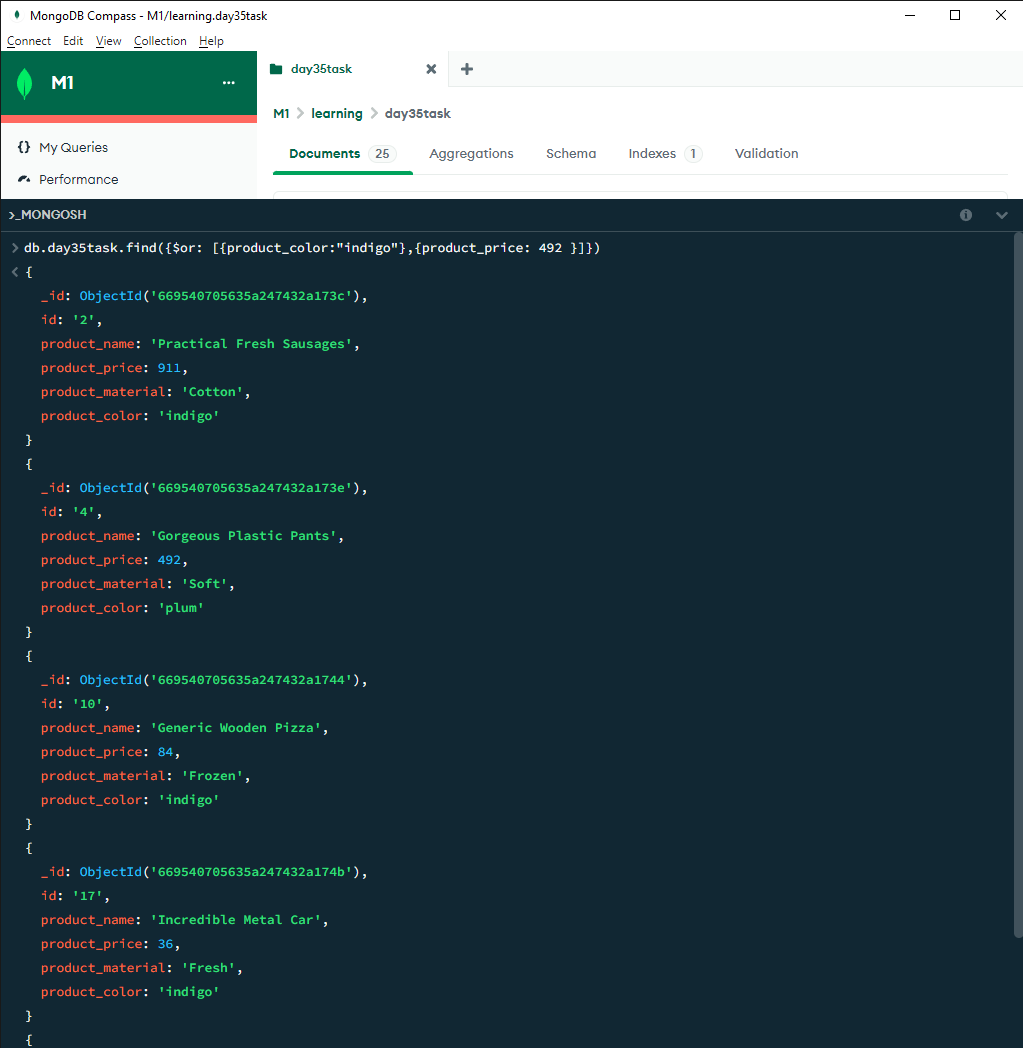 MongoDB Compass - M1/learning.day35task
Connect Edit View Collection Help
M1 ...
day35task
M1 > learning > day35task
{} My Queries
Performance
Documents 25 Aggregations Schema Indexes 1 Validation
>_MONGOSH
> db.day35task.find({$or: [{product_color:"indigo"},{product_price: 492 }]})
< {
_id: ObjectId('669540705635a247432a173c'),
id: '2',
product_name: 'Practical Fresh Sausages',
product_price: 911,
product_material: 'Cotton',
product_color: 'indigo'
}
{
_id: ObjectId('669540705635a247432a173e'),
id: '4',
product_name: 'Gorgeous Plastic Pants',
product_price: 492,
product_material: 'Soft',
product_color: 'plum'
}
{
_id: ObjectId('669540705635a247432a1744'),
id: '10',
product_name: 'Generic Wooden Pizza',
product_price: 84,
product_material: 'Frozen',
product_color: 'indigo'
}
{
_id: ObjectId('669540705635a247432a174b'),
id: '17',
product_name: 'Incredible Metal Car',
product_price: 36,
product_material: 'Fresh',
product_color: 'indigo'
}
{